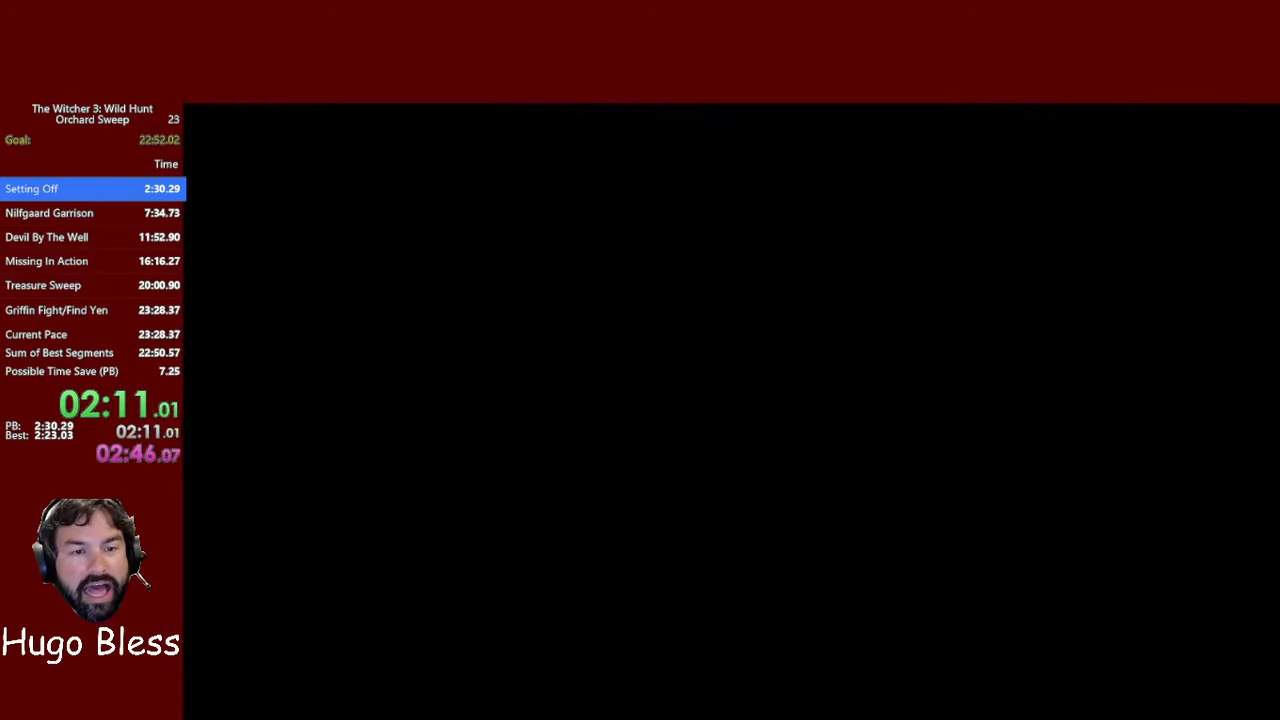 The Witcher 3: Wild Hunt
Orchard Sweep 23
Goal: 22:52.02
Time
Setting Off 2:30.29
Nilfgaard Garrison 7:34.73
Devil By The Well 11:52.90
Missing In Action 16:16.27
Treasure Sweep 20:00.90
Griffin Fight/Find Yen 23:28.37
Current Pace 23:28.37
Sum of Best Segments 22:50.57
Possible Time Save (PB) 7.25
02:11.01
PB: 2:30.29 02:11.01
Best: 2:23.03
02:46.07
Hugo Bless